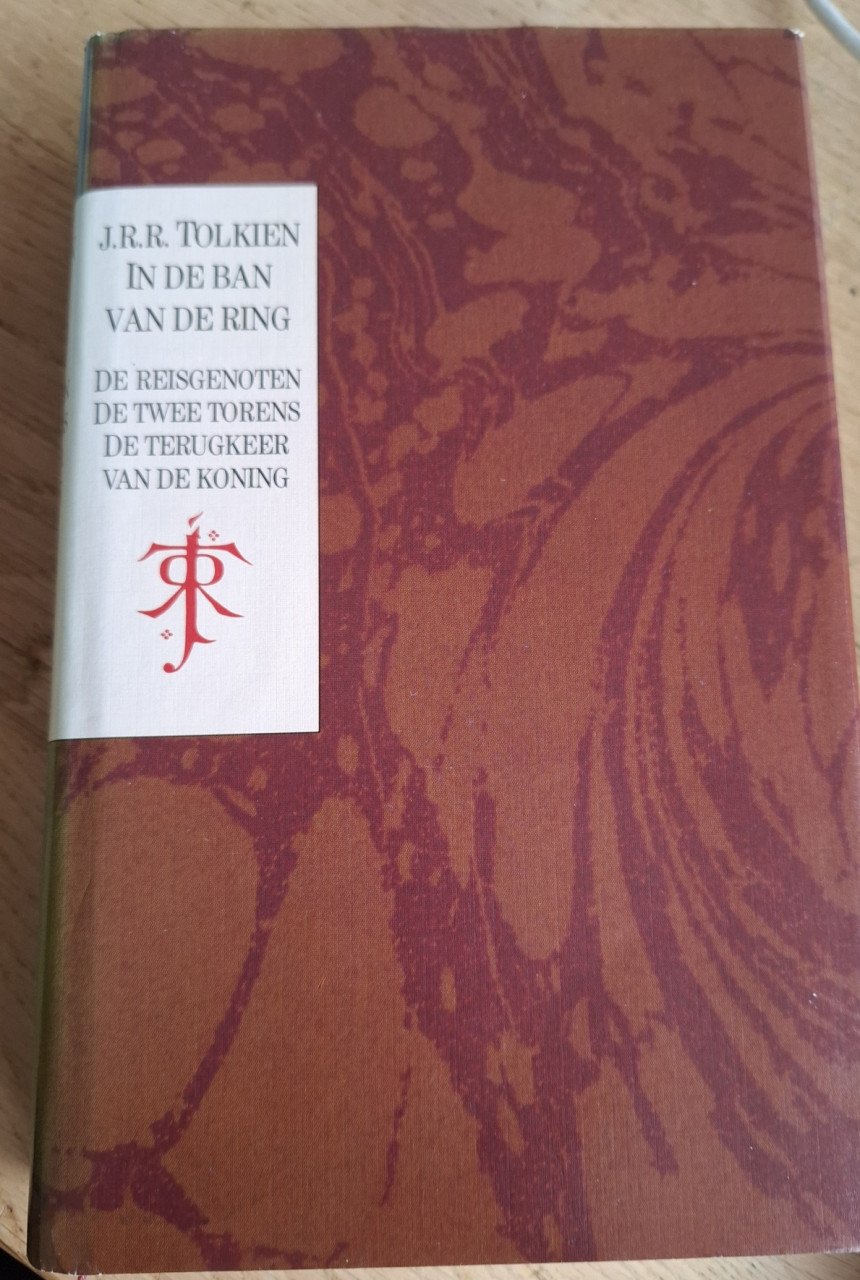 J.R.R. TOLKIEN
IN DE BAN
VAN DE RING
DE REISGENOTEN
DE TWEE TORENS
DE TERUGKEER
VAN DE KONING